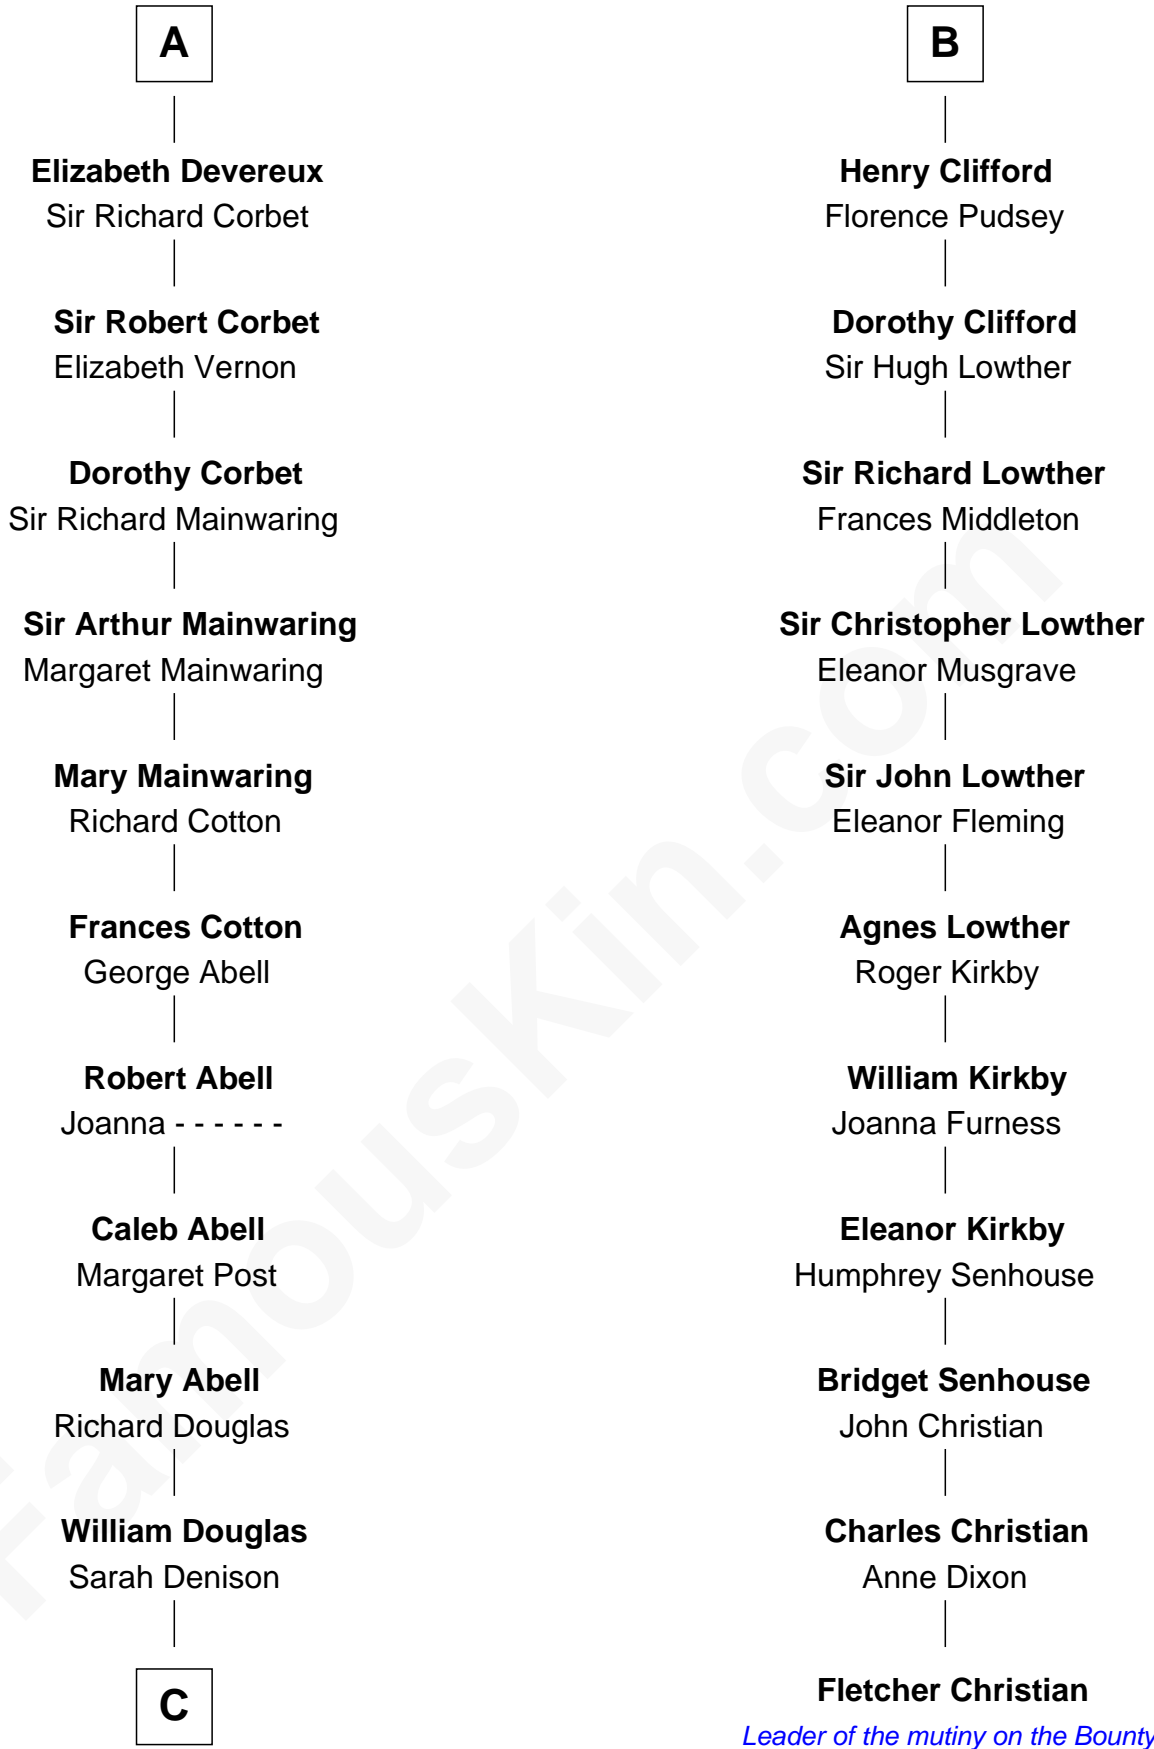 A
Elizabeth Devereux
Sir Richard Corbet
Sir Robert Corbet
Elizabeth Vernon
Dorothy Corbet
Sir Richard Mainwaring
Sir Arthur Mainwaring
Margaret Mainwaring
Mary Mainwaring
Richard Cotton
Frances Cotton
George Abell
Robert Abell
Joanna - - - - - -
Caleb Abell
Margaret Post
Mary Abell
Richard Douglas
William Douglas
Sarah Denison
C
B
Henry Clifford
Florence Pudsey
Dorothy Clifford
Sir Hugh Lowther
Sir Richard Lowther
Frances Middleton
Sir Christopher Lowther
Eleanor Musgrave
Sir John Lowther
Eleanor Fleming
Agnes Lowther
Roger Kirkby
William Kirkby
Joanna Furness
Eleanor Kirkby
Humphrey Senhouse
Bridget Senhouse
John Christian
Charles Christian
Anne Dixon
Fletcher Christian
Leader of the mutiny on the Bounty
FamousKin.com